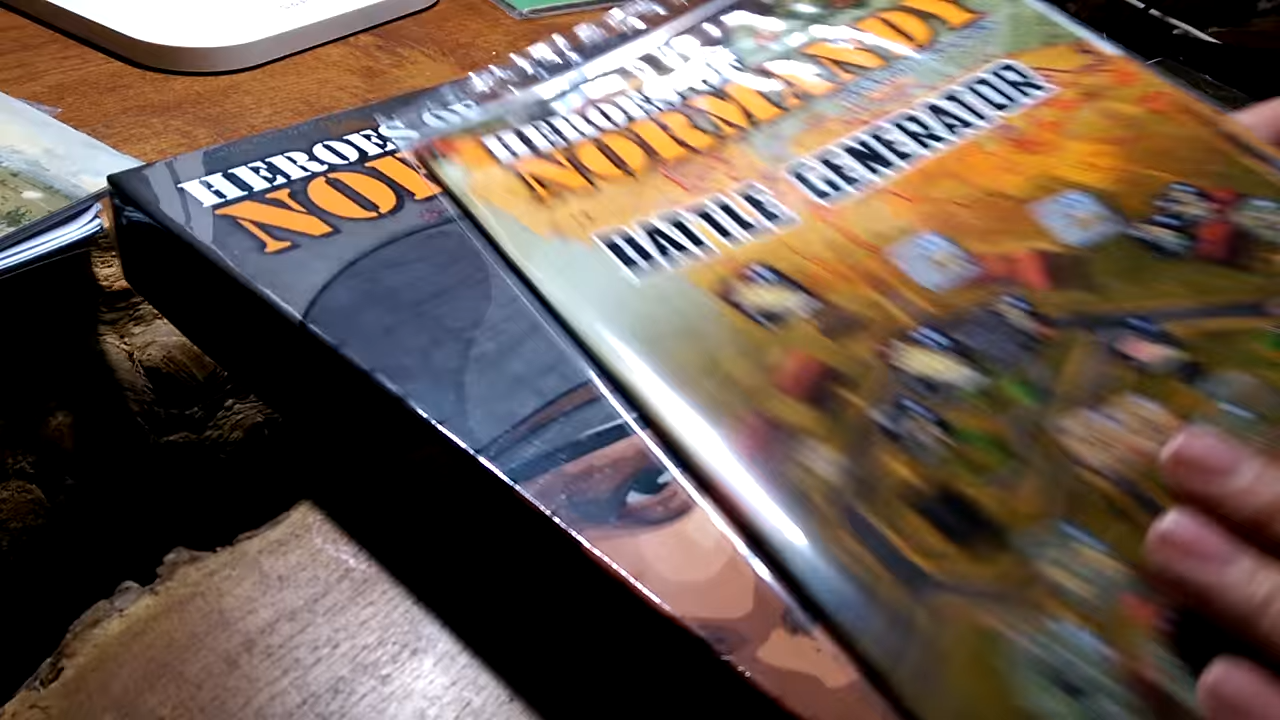 HEROES OF
NOR
HEROES OF
NORMANDY
BATTLE GENERATOR